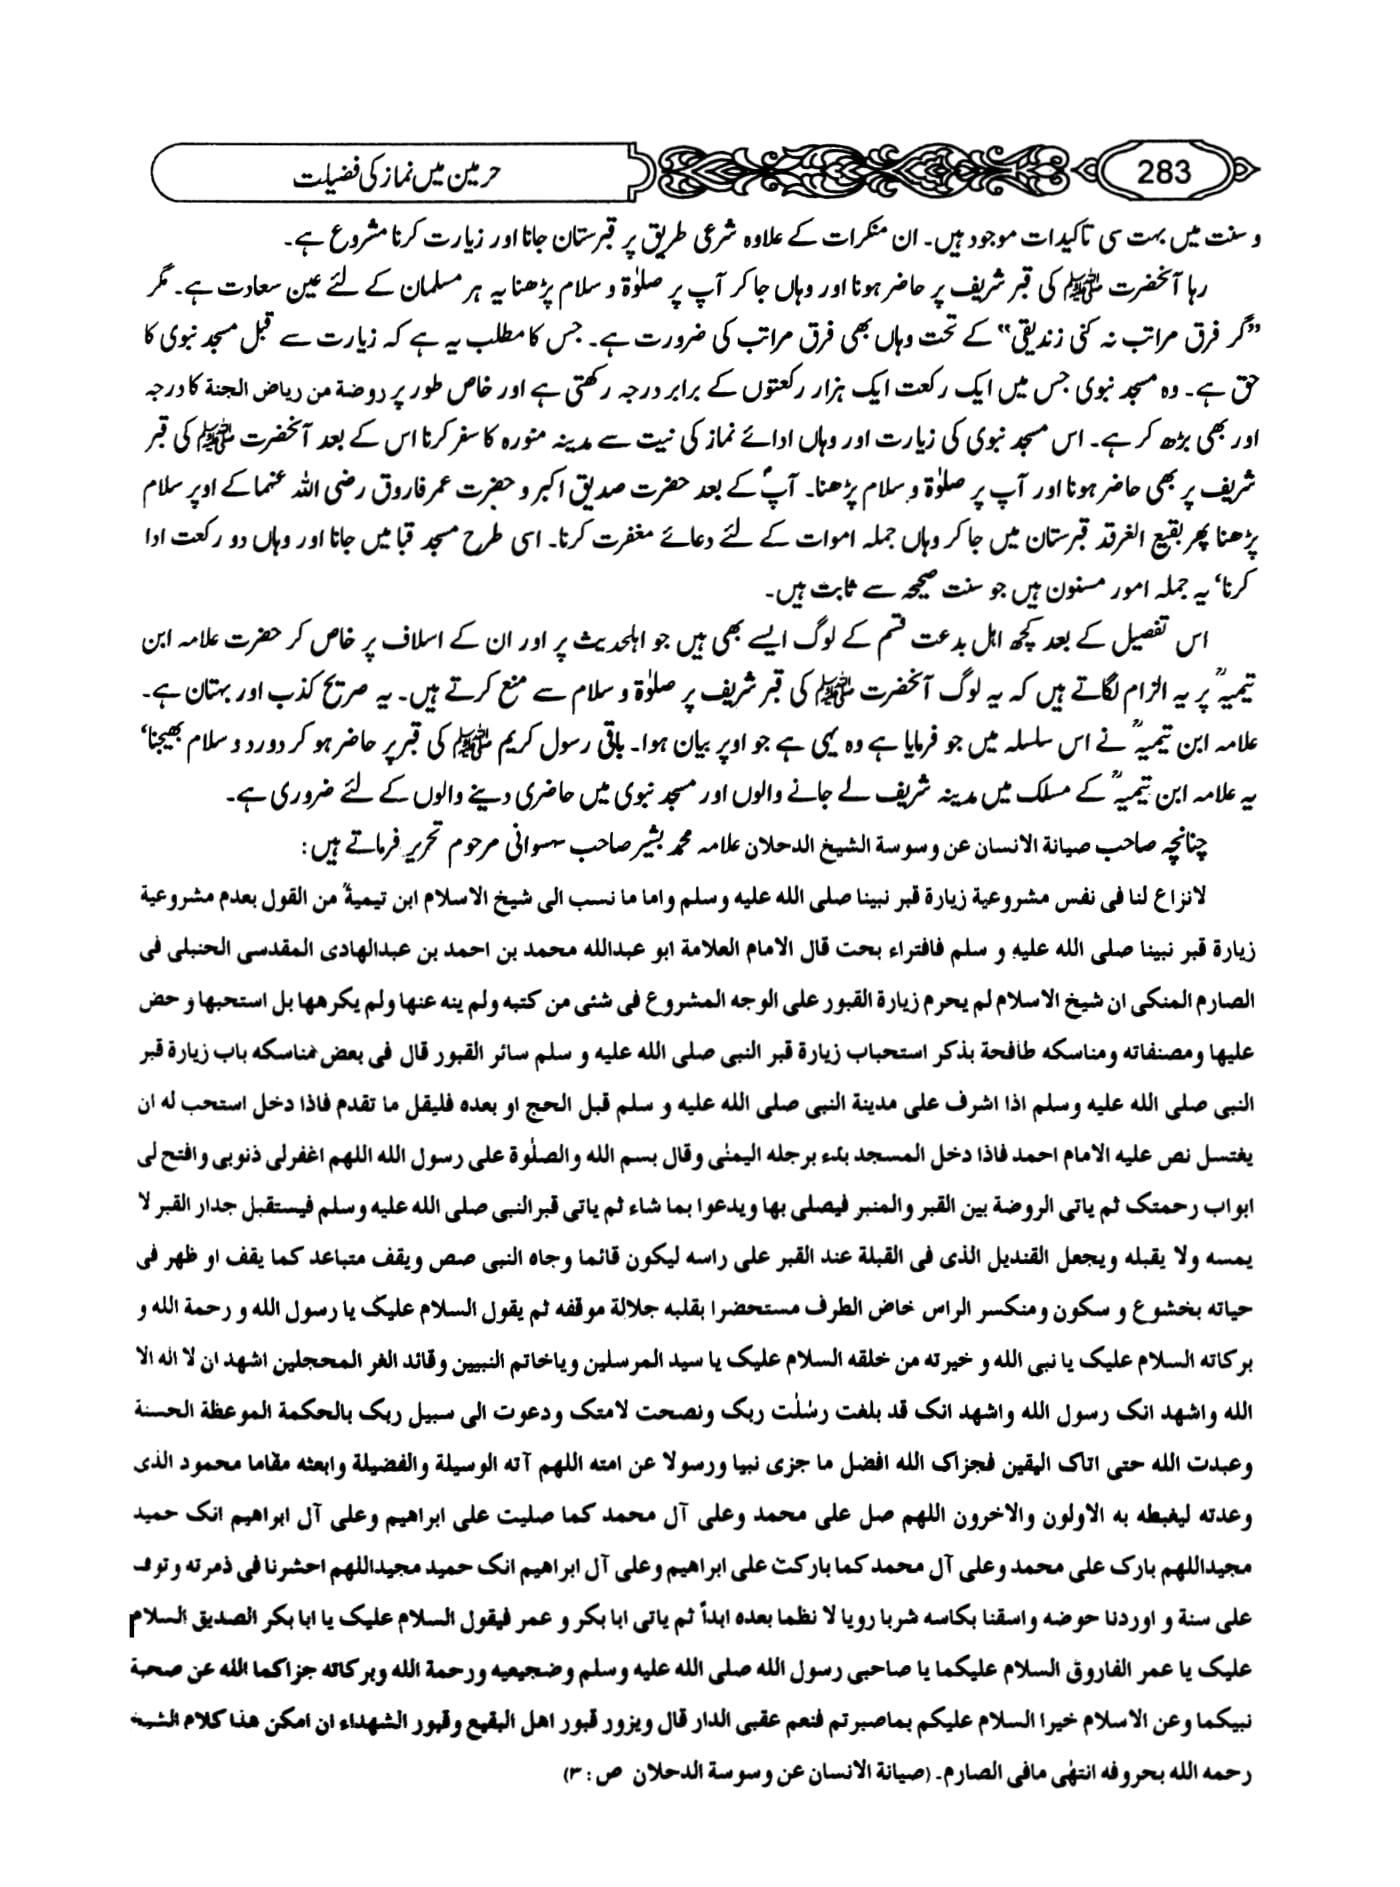 283
حرمین میں نماز کی فضیلت
و سنت میں بہت سی تاکیدات موجود ہیں۔ ان منکرات کے علاوہ شرعی طریق پر قبرستان جانا اور زیارت کرنا مشروع ہے۔
رہا آنحضرت ﷺ کی قبر شریف پر حاضر ہونا اور وہاں جا کر آپ پر صلوٰۃ و سلام پڑھنا یہ ہر مسلمان کے لئے عین سعادت ہے۔ مگر
”گر فرق مراتب نہ کنی زندیقی“ کے تحت وہاں بھی فرق مراتب کی ضرورت ہے۔ جس کا مطلب یہ ہے کہ زیارت سے قبل مسجد نبوی کا
حق ہے۔ وہ مسجد نبوی جس میں ایک رکعت ایک ہزار رکعتوں کے برابر درجہ رکھتی ہے اور خاص طور پر روضة من ریاض الجنة کا درجہ
اور بھی بڑھ کر ہے۔ اس مسجد نبوی کی زیارت اور وہاں ادائے نماز کی نیت سے مدینہ منورہ کا سفر کرنا اس کے بعد آنحضرت ﷺ کی قبر
شریف پر بھی حاضر ہونا اور آپ پر صلوٰۃ و سلام پڑھنا۔ آپؐ کے بعد حضرت صدیق اکبر و حضرت عمر فاروق رضی اللہ عنہما کے اوپر سلام
پڑھنا پھر بقیع الغرقد قبرستان میں جا کر وہاں جملہ اموات کے لئے دعائے مغفرت کرنا۔ اسی طرح مسجد قبا میں جانا اور وہاں دو رکعت ادا
کرنا‘ یہ جملہ امور مسنون ہیں جو سنت صحیحہ سے ثابت ہیں۔
اس تفصیل کے بعد کچھ اہل بدعت قسم کے لوگ ایسے بھی ہیں جو اہلحدیث پر اور ان کے اسلاف پر خاص کر حضرت علامہ ابن
تیمیہؒ پر یہ الزام لگاتے ہیں کہ یہ لوگ آنحضرت ﷺ کی قبر شریف پر صلوٰۃ و سلام سے منع کرتے ہیں۔ یہ صریح کذب اور بہتان ہے۔
علامہ ابن تیمیہؒ نے اس سلسلہ میں جو فرمایا ہے وہ یہی ہے جو اوپر بیان ہوا۔ باقی رسول کریم ﷺ کی قبر پر حاضر ہو کر دورد و سلام بھیجنا‘
یہ علامہ ابن تیمیہؒ کے مسلک میں مدینہ شریف لے جانے والوں اور مسجد نبوی میں حاضری دینے والوں کے لئے ضروری ہے۔
چنانچہ صاحب صیانة الانسان عن وسوسة الشیخ الدحلان علامہ محمد بشیر صاحب سہسوانی مرحوم تحریر فرماتے ہیں:
لانزاع لنا فی نفس مشروعیة زیارة قبر نبینا صلی الله علیه وسلم واما ما نسب الی شیخ الاسلام ابن تیمیةؒ من القول بعدم مشروعیة
زیارة قبر نبینا صلی الله علیه و سلم فافتراء بحت قال الامام العلامة ابو عبدالله محمد بن احمد بن عبدالهادی المقدسی الحنبلی فی
الصارم المنکی ان شیخ الاسلام لم یحرم زیارة القبور علی الوجه المشروع فی شئی من کتبه ولم ینه عنها ولم یکرهها بل استحبها و حض
علیها ومصنفاته ومناسکه طافحة بذکر استحباب زیارة قبر النبی صلی الله علیه و سلم سائر القبور قال فی بعض مناسکه باب زیارة قبر
النبی صلی الله علیه وسلم اذا اشرف علی مدینة النبی صلی الله علیه و سلم قبل الحج او بعده فلیقل ما تقدم فاذا دخل استحب له ان
یغتسل نص علیه الامام احمد فاذا دخل المسجد بدء برجله الیمنٰی وقال بسم الله والصلٰوة علی رسول الله اللهم اغفرلی ذنوبی وافتح لی
ابواب رحمتک ثم یاتی الروضة بین القبر والمنبر فیصلی بها ویدعوا بما شاء ثم یاتی قبرالنبی صلی الله علیه وسلم فیستقبل جدار القبر لا
یمسه ولا یقبله ویجعل القندیل الذی فی القبلة عند القبر علی راسه لیکون قائما وجاه النبی صص ویقف متباعد کما یقف او ظهر فی
حیاته بخشوع و سکون ومنکسر الراس خاض الطرف مستحضرا بقلبه جلالة موقفه ثم یقول السلام علیک یا رسول الله و رحمة الله و
برکاته السلام علیک یا نبی الله و خیرته من خلقه السلام علیک یا سید المرسلین ویاخاتم النبیین وقائد الغر المحجلین اشهد ان لا اله الا
الله واشهد انک رسول الله واشهد انک قد بلغت رسٰلٰت ربک ونصحت لامتک ودعوت الی سبیل ربک بالحکمة الموعظة الحسنة
وعبدت الله حتی اتاک الیقین فجزاک الله افضل ما جزی نبیا ورسولا عن امته اللهم آته الوسیلة والفضیلة وابعثه مقاما محمود الذی
وعدته لیغبطه به الاولون والاخرون اللهم صل علی محمد وعلی آل محمد کما صلیت علی ابراهیم وعلی آل ابراهیم انک حمید
مجیداللهم بارک علی محمد وعلی آل محمد کما بارکت علی ابراهیم وعلی آل ابراهیم انک حمید مجیداللهم احشرنا فی ذمرته وتوف
علی سنة و اوردنا حوضه واسقنا بکاسه شربا رویا لا نظما بعده ابداً ثم یاتی ابا بکر و عمر فیقول السلام علیک یا ابا بکر الصدیق السلام
علیک یا عمر الفاروق السلام علیکما یا صاحبی رسول الله صلی الله علیه وسلم وضجیعیه ورحمة الله وبرکاته جزاکما الله عن صحبة
نبیکما وعن الاسلام خیرا السلام علیکم بماصبرتم فنعم عقبی الدار قال ویزور قبور اهل البقیع وقبور الشهداء ان امکن هذا کلام الشیخ
رحمه الله بحروفه انتهٰی مافی الصارم۔ (صیانة الانسان عن وسوسة الدحلان ص: ۳)